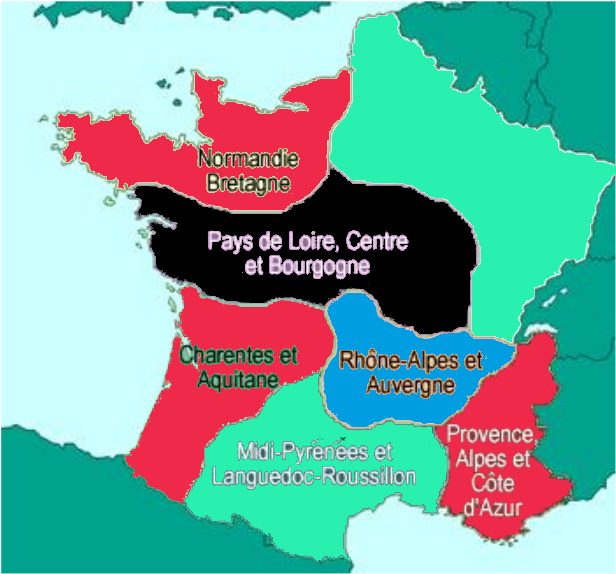 Normandie
Bretagne
Pays de Loire, Centre
et Bourgogne
Charentes et
Aquitane
Rhône-Alpes et
Auvergne
Midi-Pyrénées et
Languedoc-Roussillon
Provence,
Alpes et
Côte
d'Azur